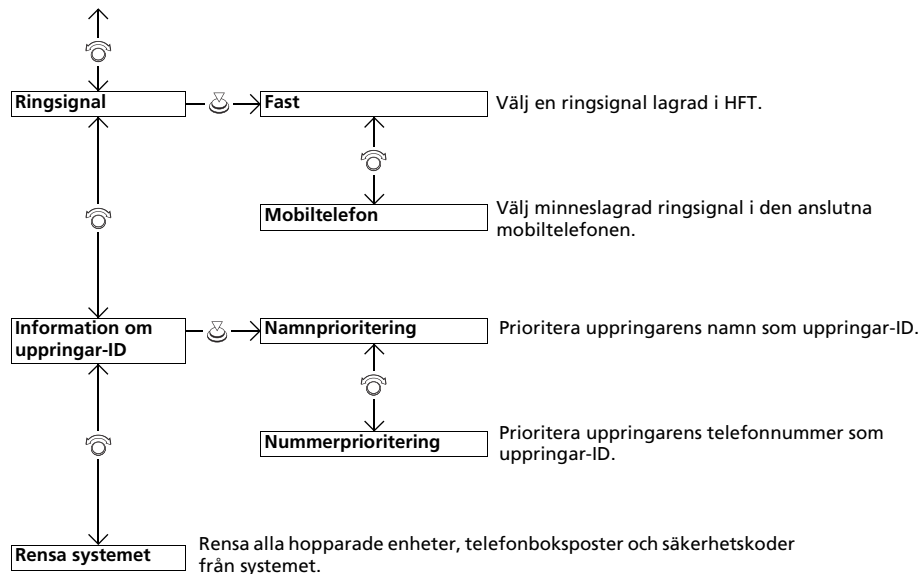 Ringsignal
Fast
Välj en ringsignal lagrad i HFT.
Mobiltelefon
Välj minneslagrad ringsignal i den anslutna
mobiltelefonen.
Information om
uppringar-ID
Namnprioritering
Prioritera uppringarens namn som uppringar-ID.
Nummerprioritering
Prioritera uppringarens telefonnummer som
uppringar-ID.
Rensa systemet
Rensa alla hopparade enheter, telefonboksposter och säkerhetskoder
från systemet.